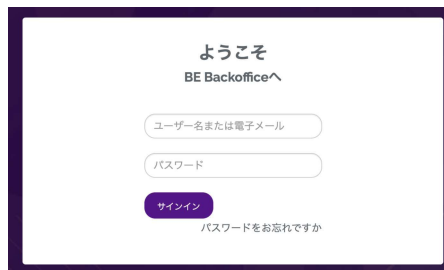 ようこそ
BE Backofficeへ
ユーザー名または電子メール
パスワード
サインイン
パスワードをお忘れですか